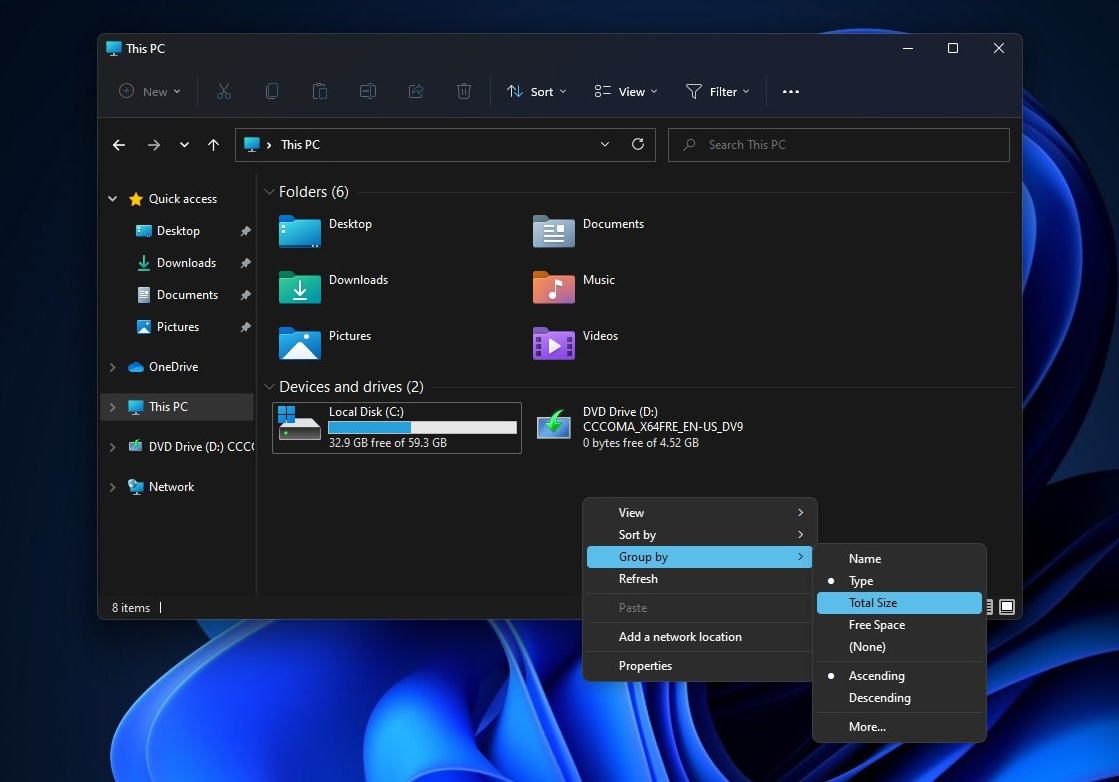 This PC
New
Sort
View
Filter
This PC
Search This PC
Quick access
Desktop
Downloads
Documents
Pictures
OneDrive
This PC
DVD Drive (D:) CCC
Network
Folders (6)
Desktop
Documents
Downloads
Music
Pictures
Videos
Devices and drives (2)
Local Disk (C:)
32.9 GB free of 59.3 GB
DVD Drive (D:)
CCCOMA_X64FRE_EN-US_DV9
0 bytes free of 4.52 GB
View
Sort by
Group by
Refresh
Paste
Add a network location
Properties
Name
Type
Total Size
Free Space
(None)
Ascending
Descending
More...
8 items